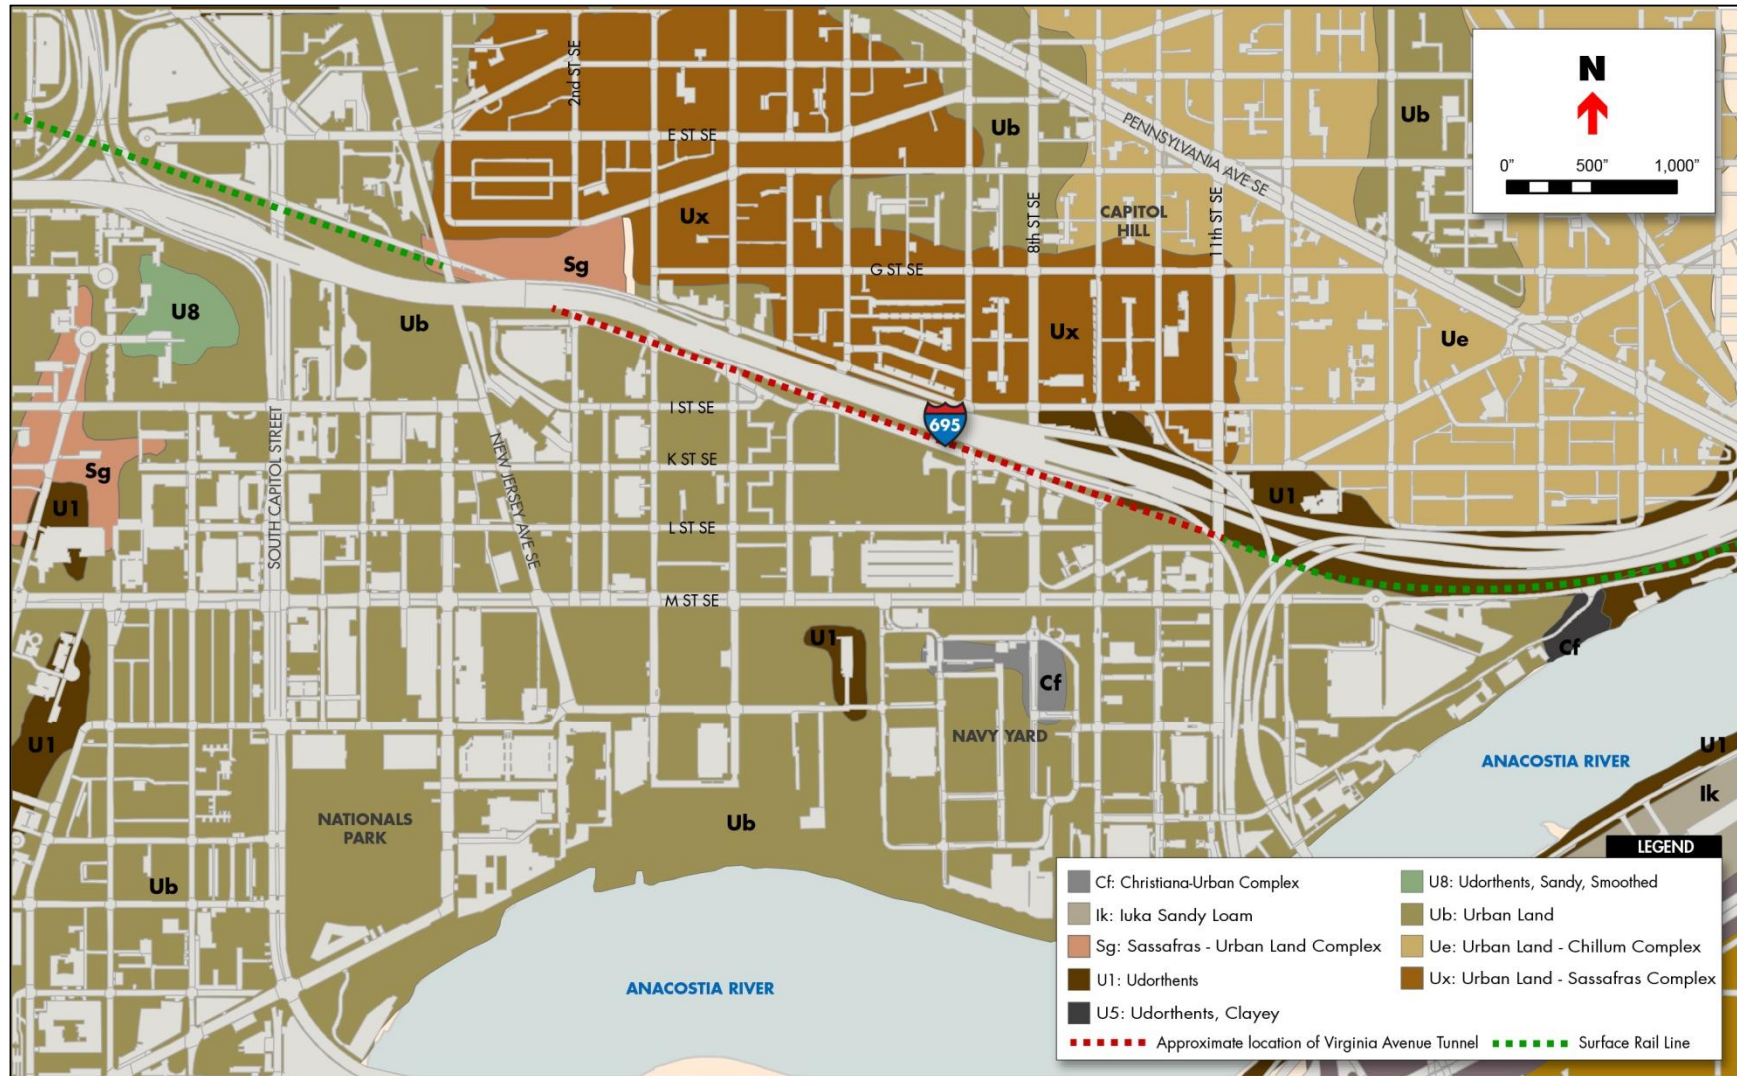 N
0" 500" 1,000"
2nd ST SE
E ST SE
PENNSYLVANIA AVE SE
Ub
Ub
Ux
8th ST SE
CAPITOL
HILL
11th ST SE
Sg
G ST SE
U8
Ub
Ux
Ue
I ST SE
695
SOUTH CAPITOL STREET
NEW JERSEY AVE SE
K ST SE
Sg
U1
U1
L ST SE
M ST SE
U1
Cf
Cf
U1
NAVY YARD
U1
ANACOSTIA RIVER
Ik
NATIONALS
PARK
Ub
Ub
ANACOSTIA RIVER
LEGEND
Cf: Christiana-Urban Complex
Ik: Iuka Sandy Loam
Sg: Sassafras - Urban Land Complex
U1: Udorthents
U5: Udorthents, Clayey
U8: Udorthents, Sandy, Smoothed
Ub: Urban Land
Ue: Urban Land - Chillum Complex
Ux: Urban Land - Sassafras Complex
Approximate location of Virginia Avenue Tunnel
Surface Rail Line